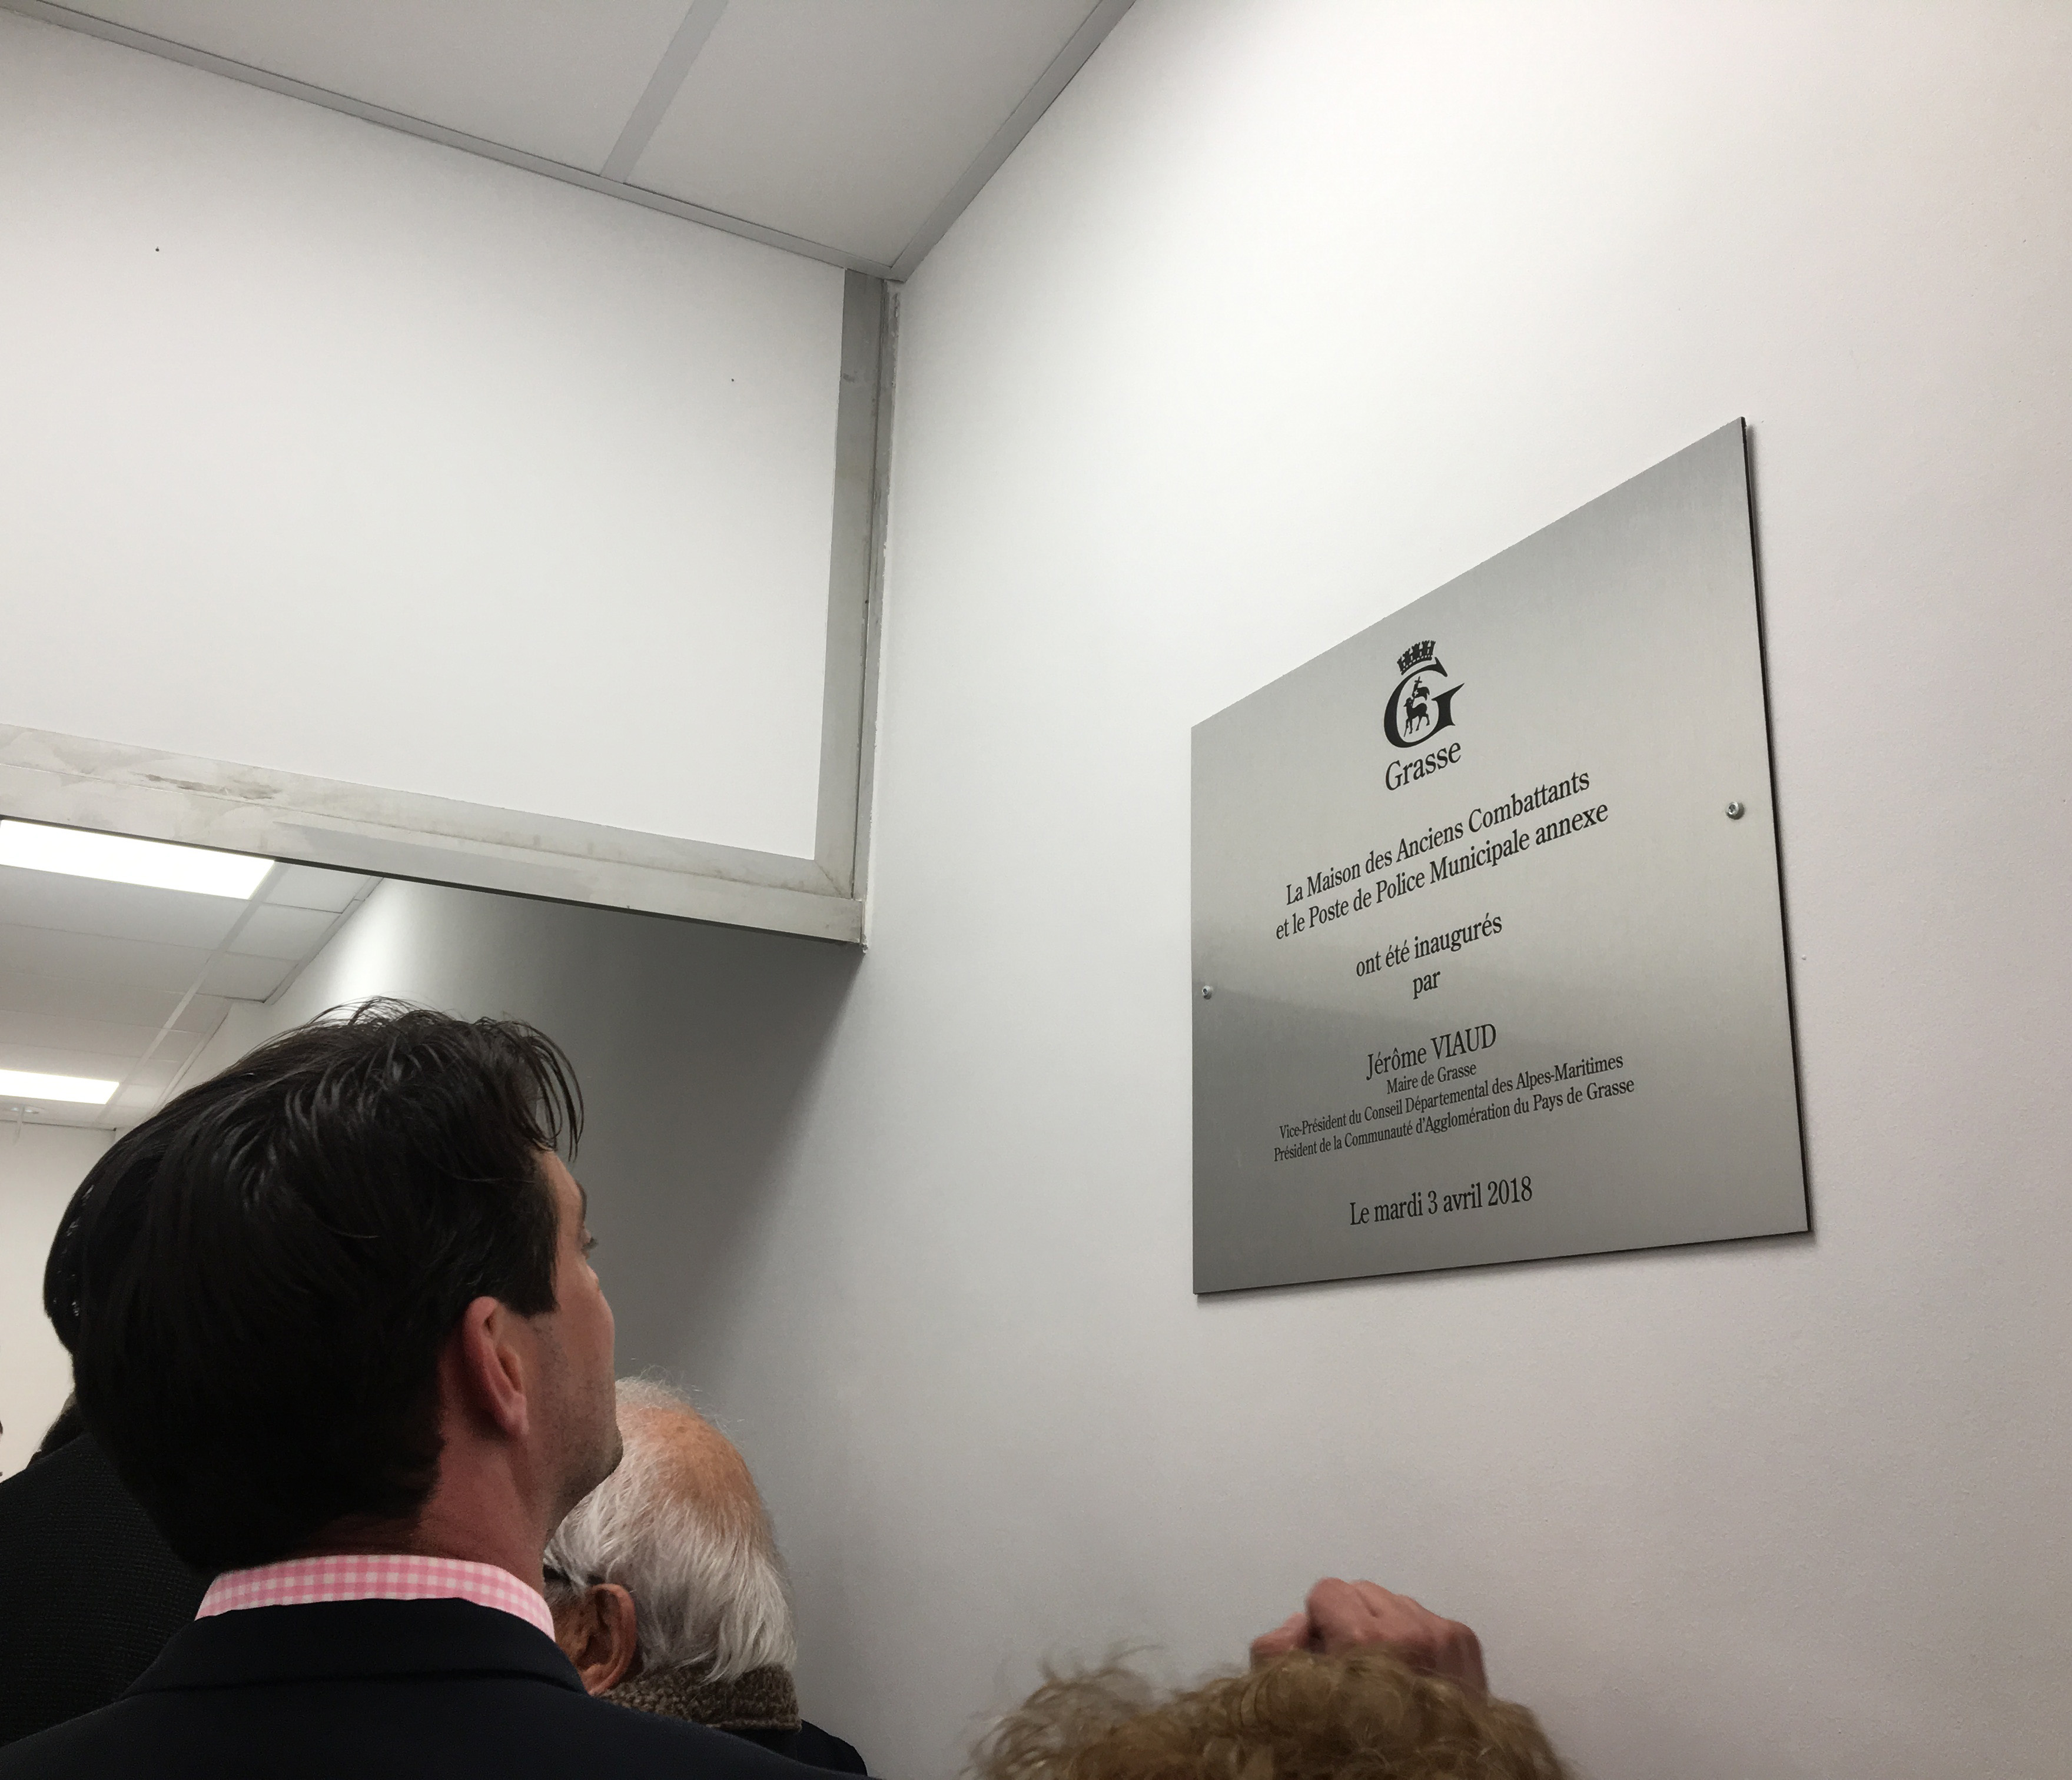 G
Grasse
La Maison des Anciens Combattants
et le Poste de Police Municipale annexe
ont été inaugurés
par
Jérôme VIAUD
Maire de Grasse
Vice-Président du Conseil Départemental des Alpes-Maritimes
Président de la Communauté d'Agglomération du Pays de Grasse
Le mardi 3 avril 2018